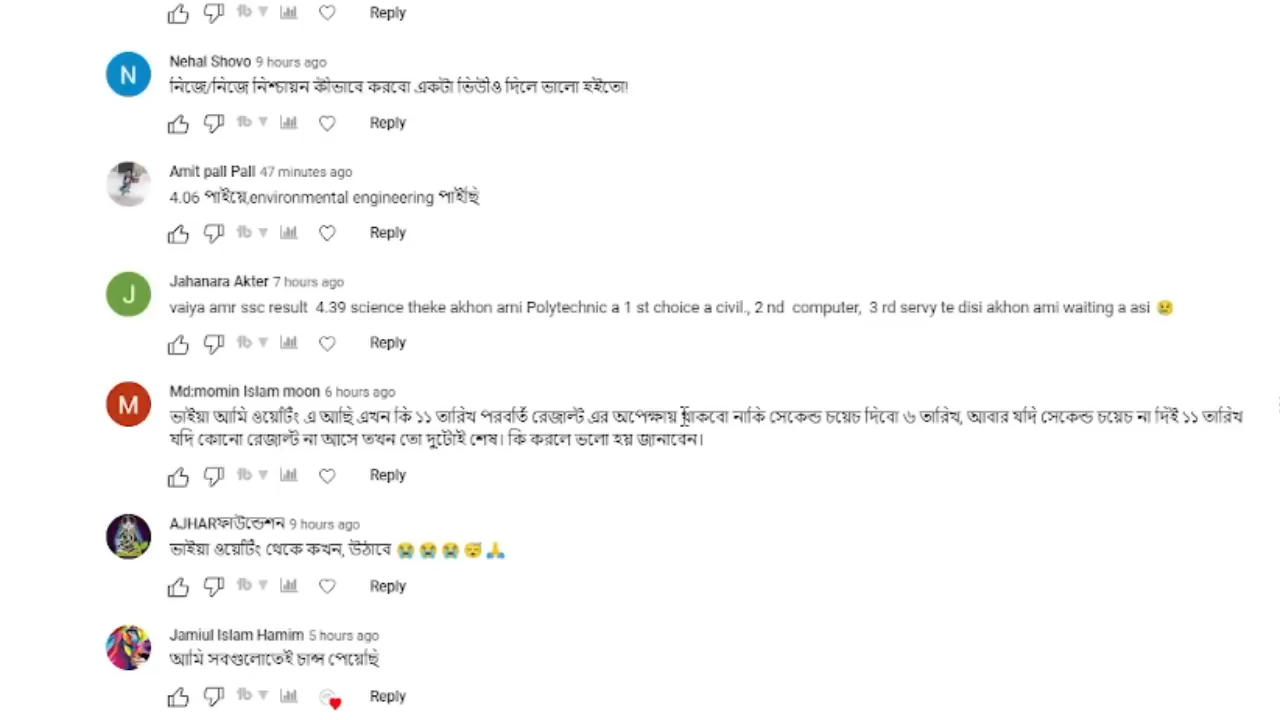 Reply
Nehal Shovo 9 hours ago
নিজে/নিজে নিশ্চায়ন কীভাবে করবো একটা ভিউীও দিলে ভালো হইতো!
Reply
Amit pall Pall 47 minutes ago
4.06 পাইয়ে,environmental engineering পাইছি
Reply
J
Jahanara Akter 7 hours ago
vaiya amr ssc result 4.39 science theke akhon ami Polytechnic a 1 st choice a civil., 2 nd computer, 3 rd servy te disi akhon ami waiting a asi 😢
Reply
M
Md:momin Islam moon 6 hours ago
ভাইয়া আমি ওয়েটিং এ আছি এখন কি ১১ তারিখ পরবর্তি রেজাল্ট এর অপেক্ষায় থাকবো নাকি সেকেন্ড চয়েচ দিবো ৬ তারিখ, আবার যদি সেকেন্ড চয়েচ না দিই ১১ তারিখ
যদি কোনো রেজাল্ট না আসে তখন তো দুটোই শেষ। কি করলে ভলো হয় জানাবেন।
Reply
AJHARফাউন্ডেশন 9 hours ago
ভাইয়া ওয়েটিং থেকে কখন, উঠাবে 😭😭😭😴🙏
Reply
Jamiul Islam Hamim 5 hours ago
আমি সবগুলোতেই চান্স পেয়েছি
Reply